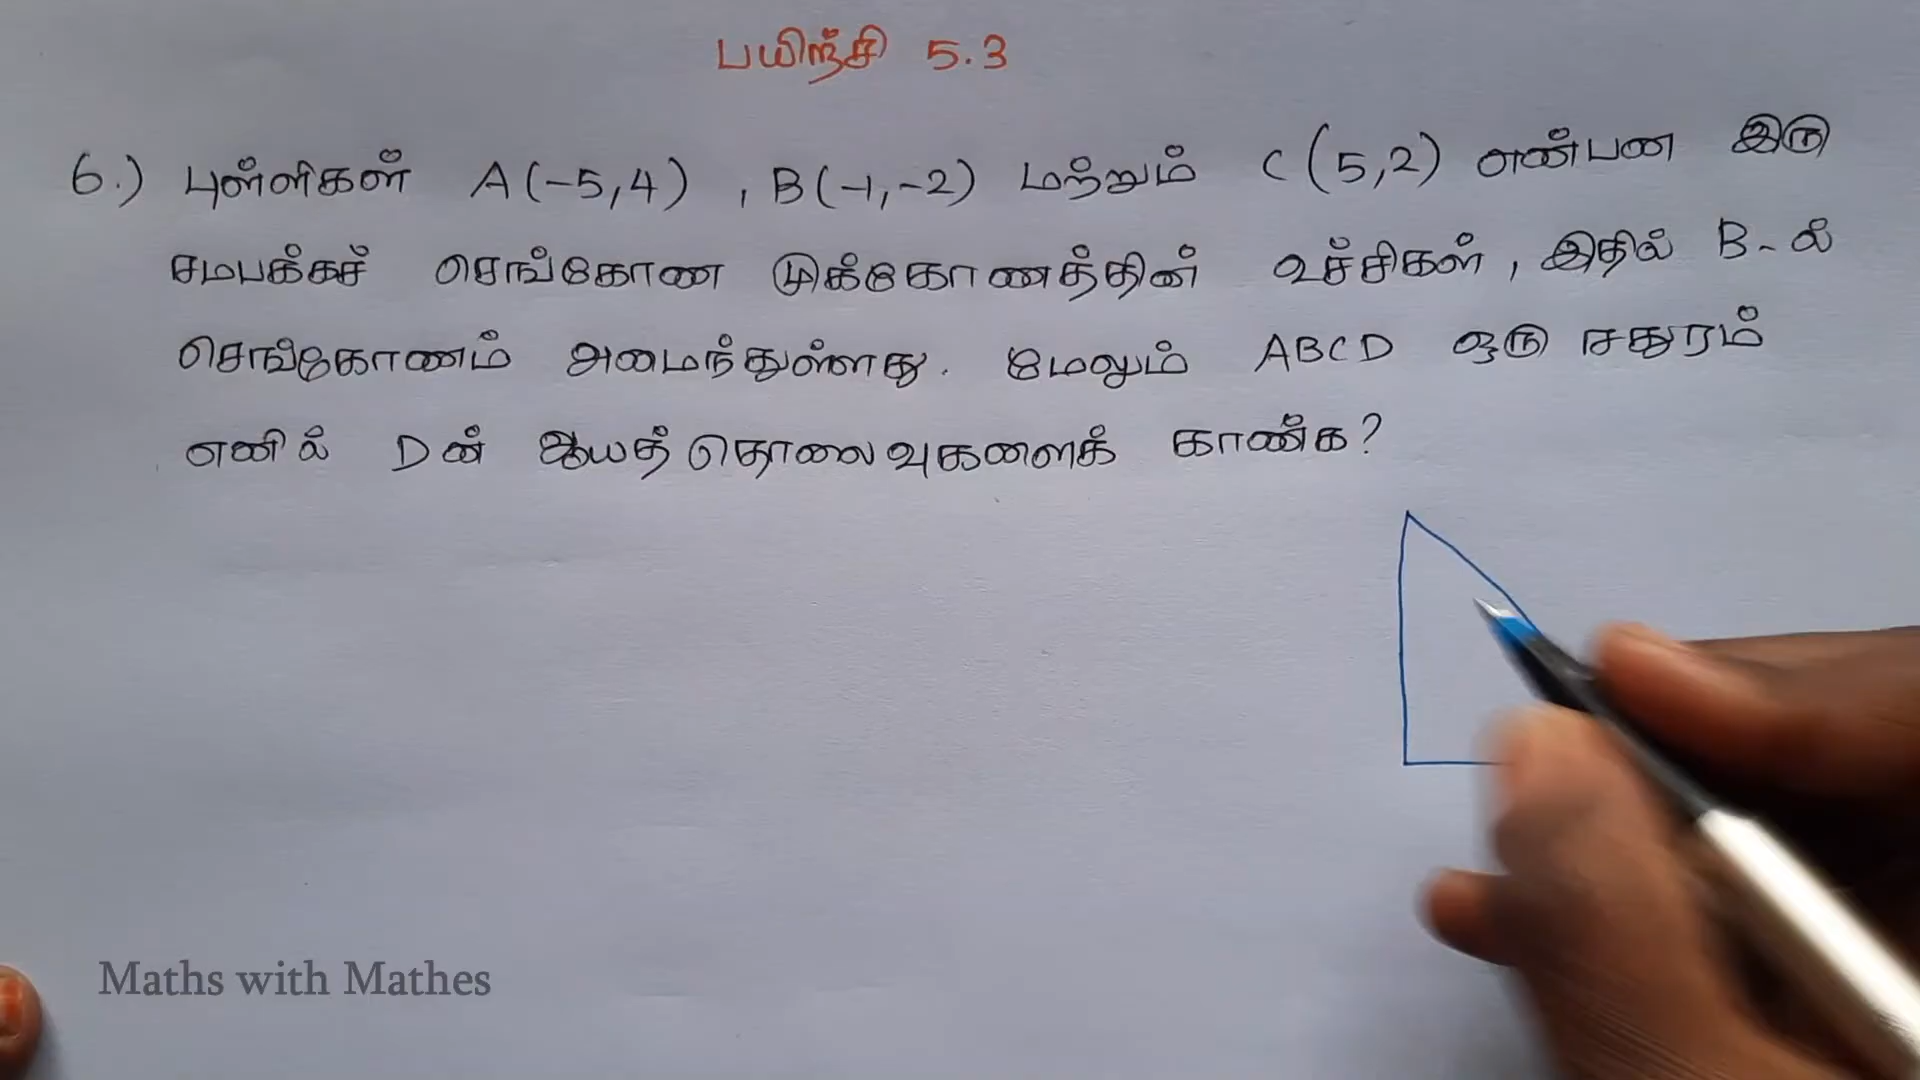 பயிற்சி 5.3
6.) புள்ளிகள் A(-5,4) , B(-1,-2) மற்றும் C(5,2) என்பன இரு
சமபக்கச் செங்கோண முக்கோணத்தின் உச்சிகள், இதில் B-ல்
செங்கோணம் அமைந்துள்ளது. மேலும் ABCD ஒரு சதுரம்
எனில் D ன் ஆயத் தொலைவுகளைக் காண்க?
Maths with Mathes